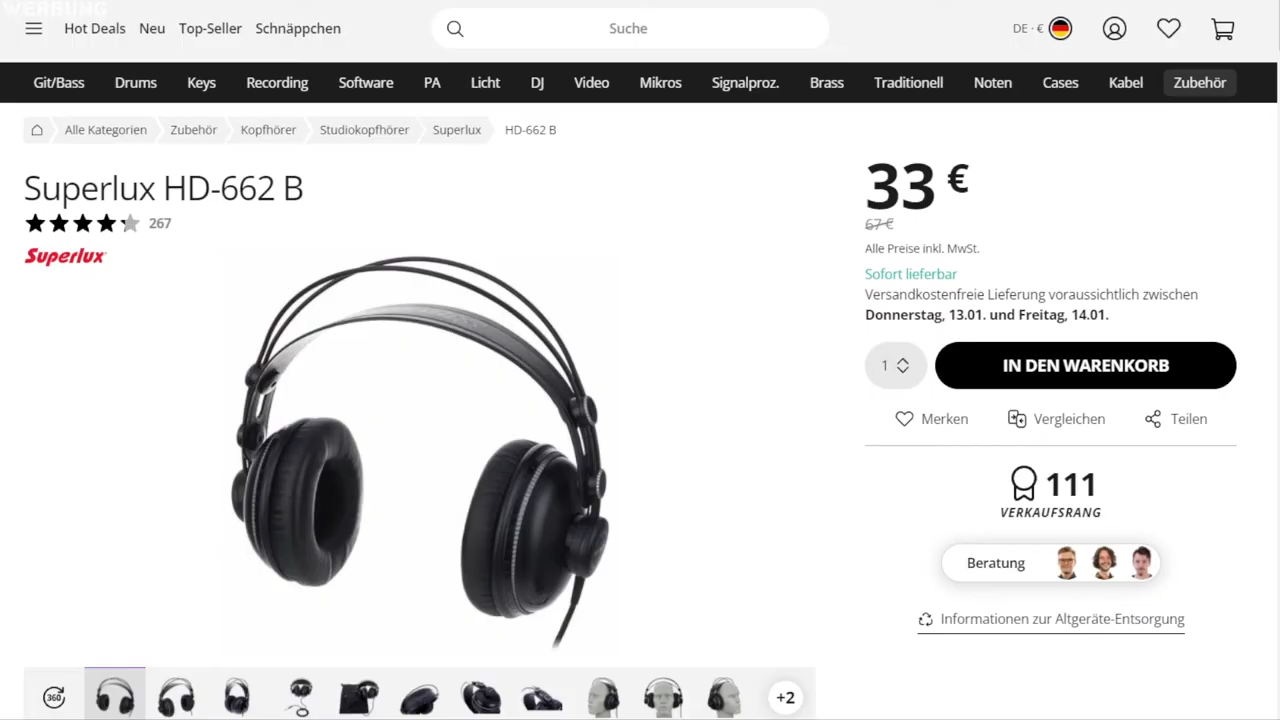 WERBUNG
Hot Deals Neu Top-Seller Schnäppchen
Suche
DE · €
Git/Bass Drums Keys Recording Software PA Licht DJ Video Mikros Signalproz. Brass Traditionell Noten Cases Kabel Zubehör
Alle Kategorien Zubehör Kopfhörer Studiokopfhörer Superlux HD-662 B
Superlux HD-662 B
267
Superlux
33 €
67 €
Alle Preise inkl. MwSt.
Sofort lieferbar
Versandkostenfreie Lieferung voraussichtlich zwischen
Donnerstag, 13.01. und Freitag, 14.01.
1
IN DEN WARENKORB
Merken Vergleichen Teilen
111
VERKAUFSRANG
Beratung
Informationen zur Altgeräte-Entsorgung
360
+2